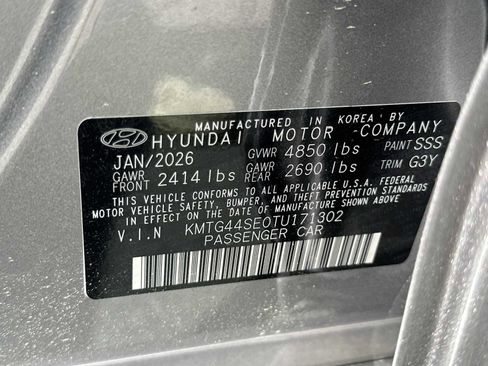 MANUFACTURED IN KOREA BY
HYUNDAI MOTOR COMPANY
JAN/2026 GVWR 4850 lbs PAINT SSS
GAWR FRONT 2414 lbs GAWR REAR 2690 lbs TRIM G3Y
THIS VEHICLE CONFORMS TO ALL APPLICABLE U.S.A. FEDERAL
MOTOR VEHICLE SAFETY, BUMPER, AND THEFT PREVENTION STANDARDS
IN EFFECT ON THE DATE OF MANUFACTURE SHOWN ABOVE.
V.I.N KMTG44SE0TU171302
PASSENGER CAR